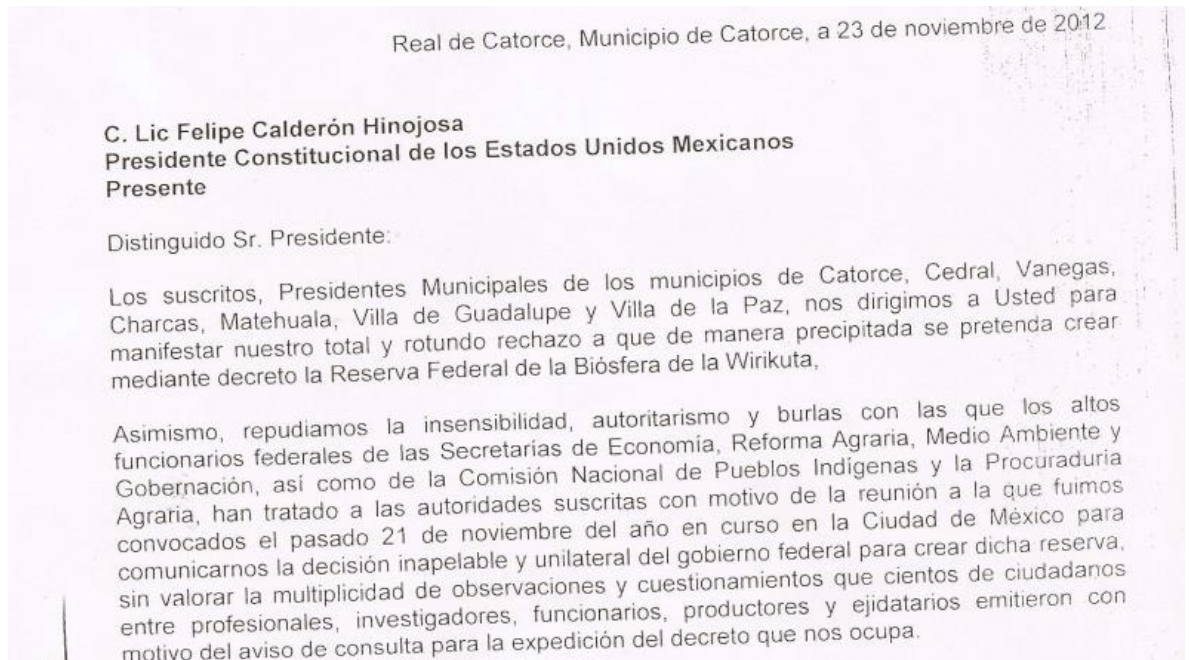 Real de Catorce, Municipio de Catorce, a 23 de noviembre de 2012
C. Lic Felipe Calderón Hinojosa
Presidente Constitucional de los Estados Unidos Mexicanos
Presente
Distinguido Sr. Presidente:
Los suscritos, Presidentes Municipales de los municipios de Catorce, Cedral, Vanegas,
Charcas, Matehuala, Villa de Guadalupe y Villa de la Paz, nos dirigimos a Usted para
manifestar nuestro total y rotundo rechazo a que de manera precipitada se pretenda crear
mediante decreto la Reserva Federal de la Biósfera de la Wirikuta,
Asimismo, repudiamos la insensibilidad, autoritarismo y burlas con las que los altos
funcionarios federales de las Secretarías de Economía, Reforma Agraria, Medio Ambiente y
Gobernación, así como de la Comisión Nacional de Pueblos Indígenas y la Procuraduría
Agraria, han tratado a las autoridades suscritas con motivo de la reunión a la que fuimos
convocados el pasado 21 de noviembre del año en curso en la Ciudad de México para
comunicarnos la decisión inapelable y unilateral del gobierno federal para crear dicha reserva,
sin valorar la multiplicidad de observaciones y cuestionamientos que cientos de ciudadanos
entre profesionales, investigadores, funcionarios, productores y ejidatarios emitieron con
motivo del aviso de consulta para la expedición del decreto que nos ocupa.